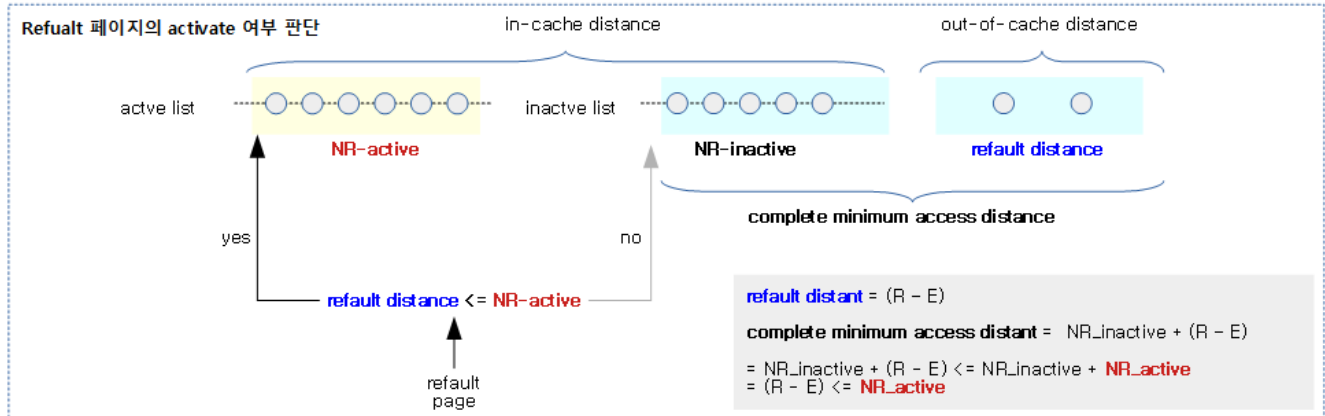 Refualt 페이지의 activate 여부 판단
in-cache distance
out-of-cache distance
actve list
inactve list
NR-active
NR-inactive
refault distance
complete minimum access distance
yes
no
refault distance <= NR-active
refault
page
refault distant = (R - E)
complete minimum access distant = NR_inactive + (R - E)
= NR_inactive + (R - E) <= NR_inactive + NR_active
= (R - E) <= NR_active